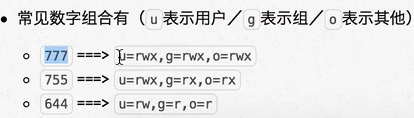 常见数字组合有（u表示用户／g表示组／o表示其他）
777 ===> u=rwx,g=rwx,o=rwx
755 ===> u=rwx,g=rx,o=rx
644 ===> u=rw,g=r,o=r